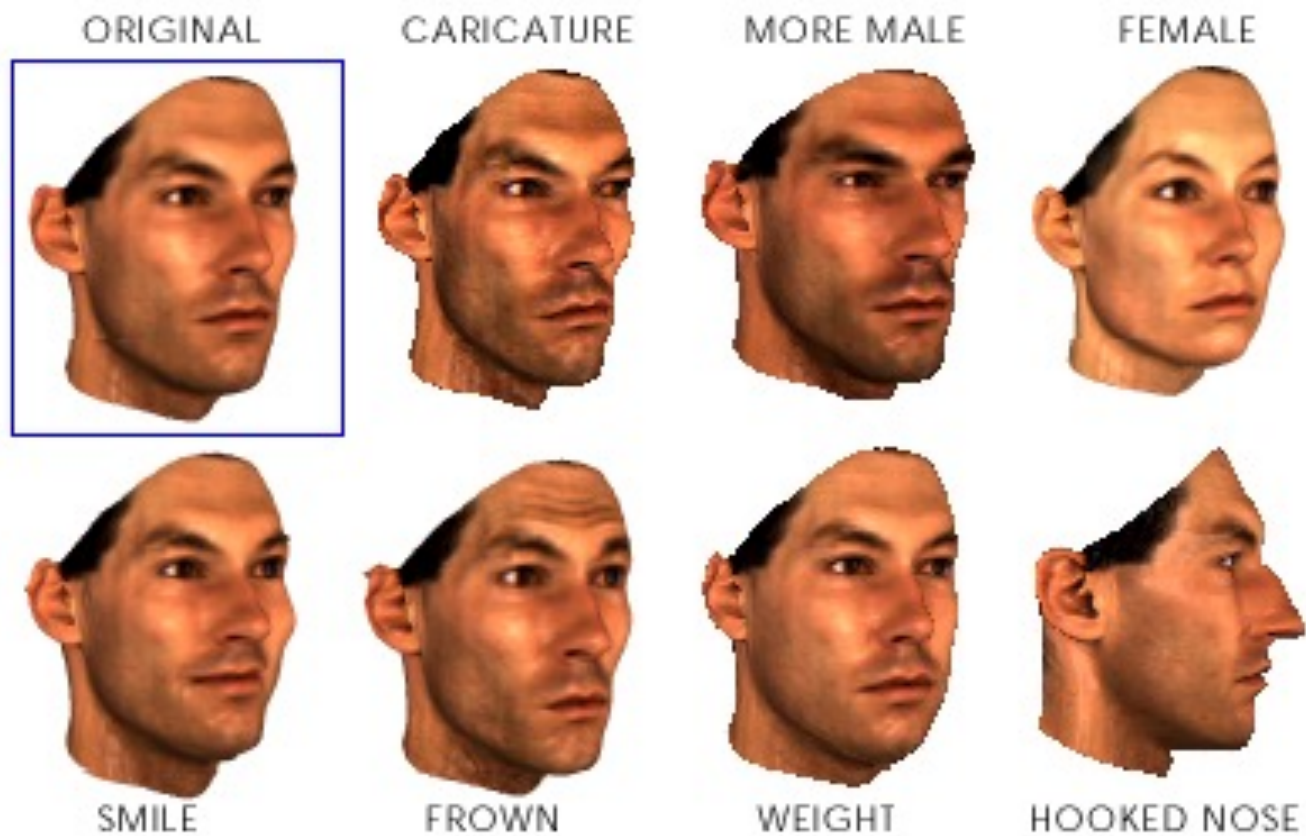 ORIGINAL
CARICATURE
MORE MALE
FEMALE
SMILE
FROWN
WEIGHT
HOOKED NOSE